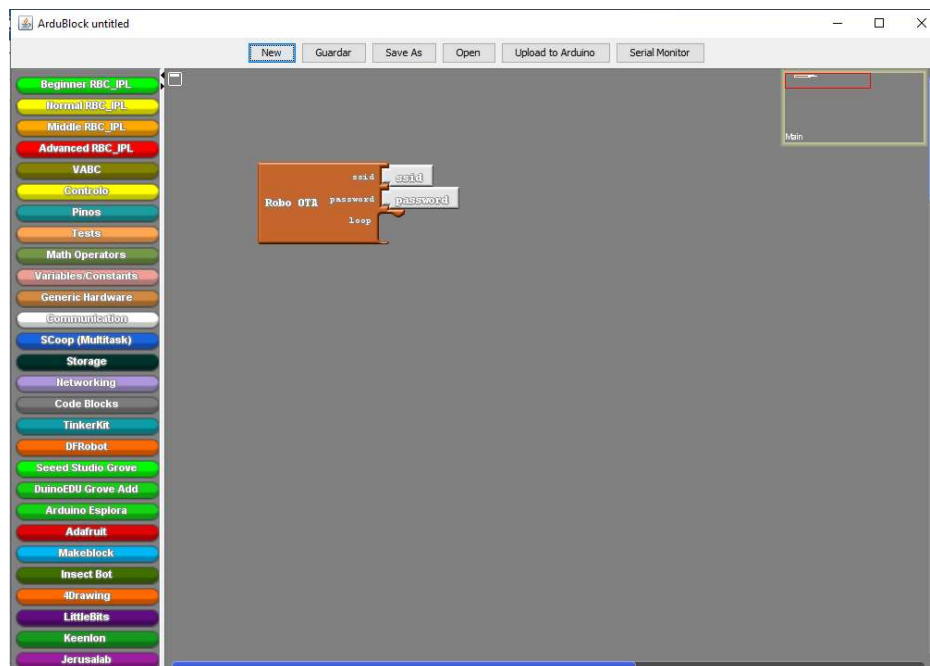 ArduBlock untitled
New Guardar Save As Open Upload to Arduino Serial Monitor
Beginner RBC_IPL
Normal RBC_IPL
Middle RBC_IPL
Advanced RBC_IPL
VABC
Controlo
Pinos
Tests
Math Operators
Variables/Constants
Generic Hardware
Communication
SCoop (Multitask)
Storage
Networking
Code Blocks
TinkerKit
DFRobot
Seeed Studio Grove
DuinoEDU Grove Add
Arduino Esplora
Adafruit
Makeblock
Insect Bot
4Drawing
LittleBits
Keenlon
Jerusalab
ssid ssid
Robo OTA password password
loop
Main